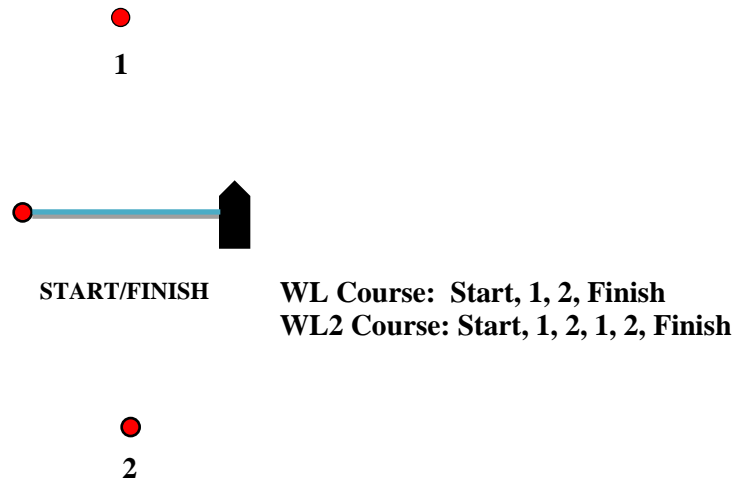 1
START/FINISH
WL Course: Start, 1, 2, Finish
WL2 Course: Start, 1, 2, 1, 2, Finish
2